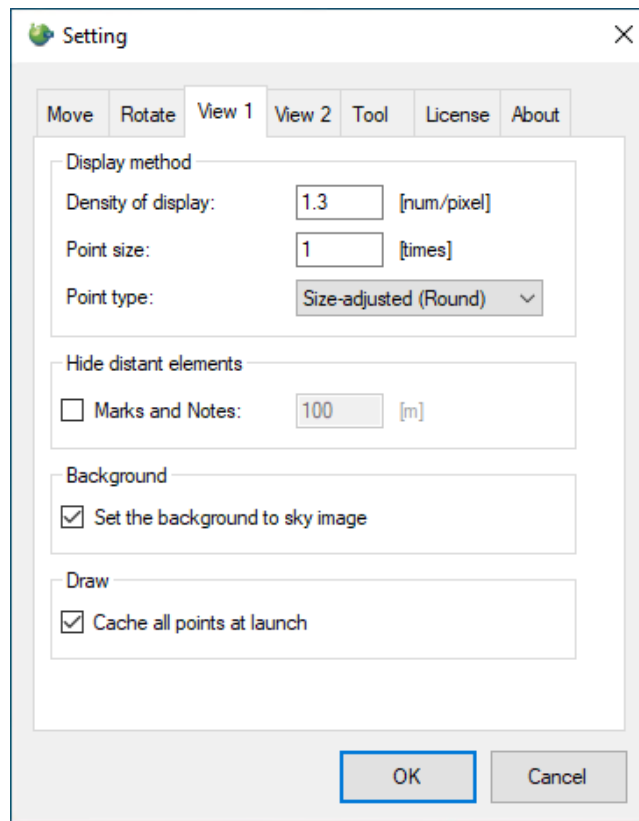 Setting
Move Rotate View 1 View 2 Tool License About
Display method
Density of display: 1.3 [num/pixel]
Point size: 1 [times]
Point type: Size-adjusted (Round)
Hide distant elements
Marks and Notes: 100 [m]
Background
Set the background to sky image
Draw
Cache all points at launch
OK Cancel